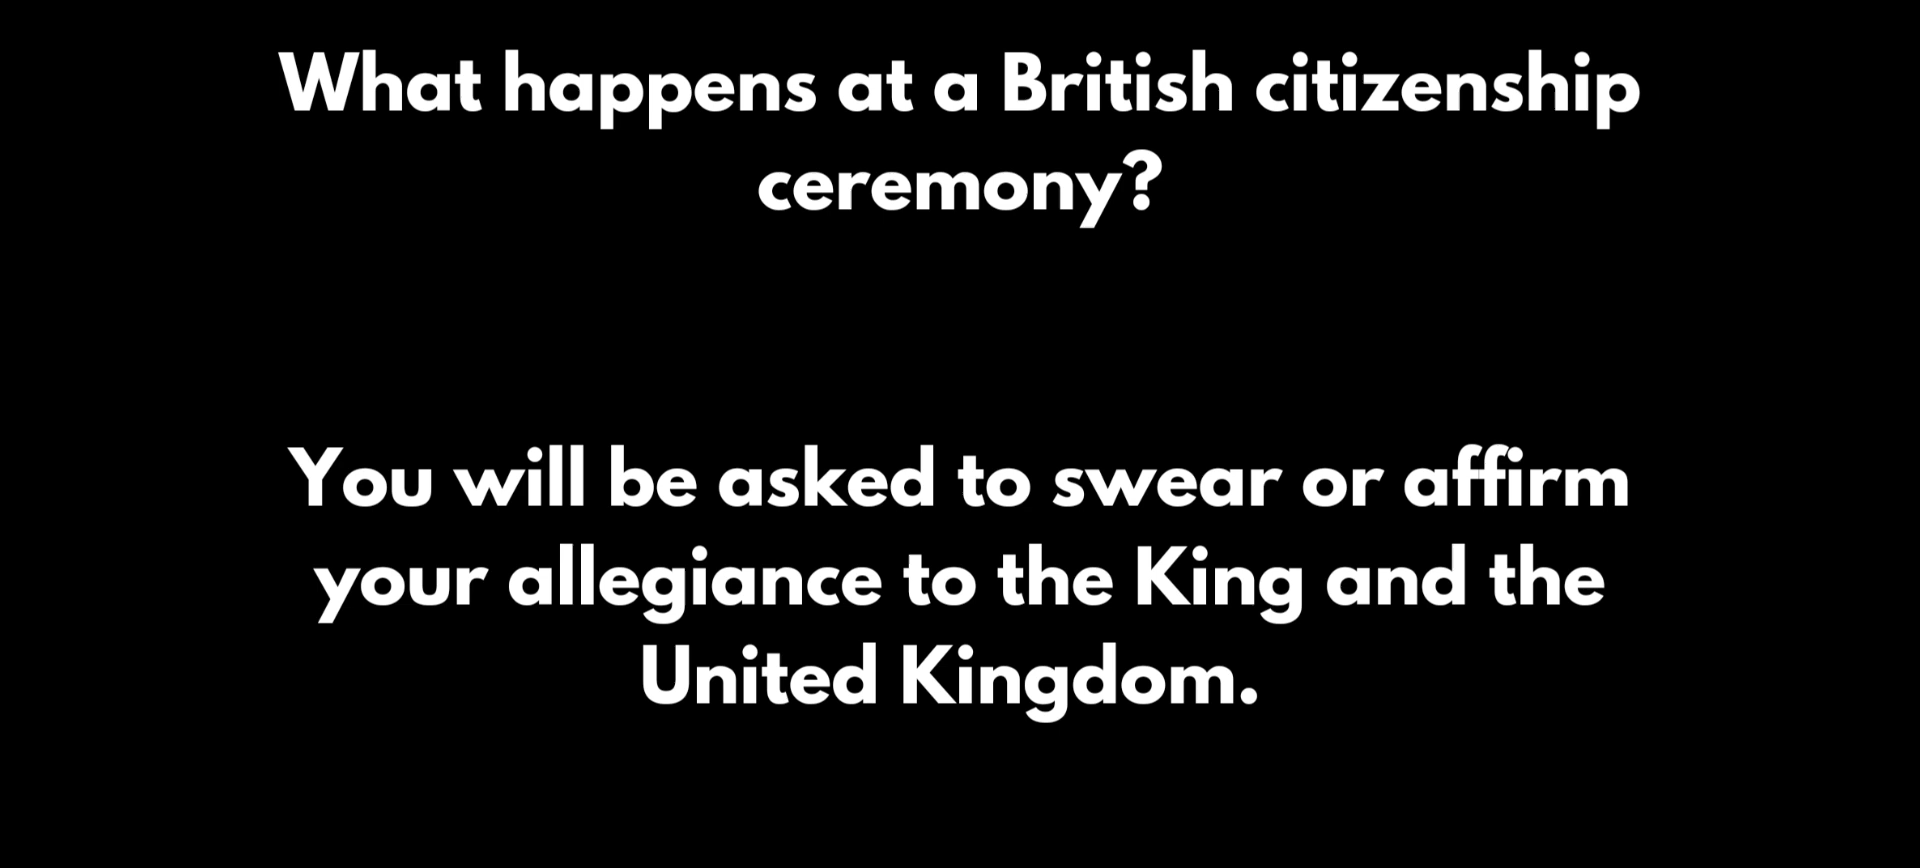 What happens at a British citizenship
ceremony?
You will be asked to swear or affirm
your allegiance to the King and the
United Kingdom.